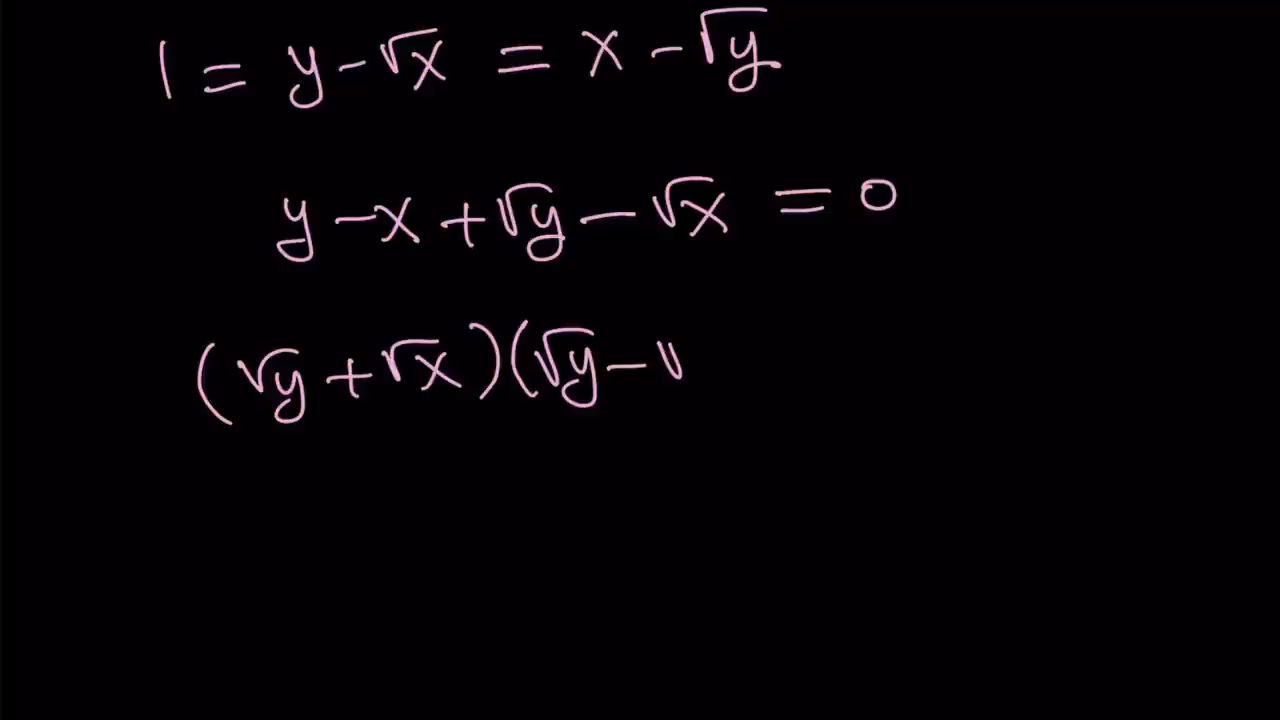 1 = y - √x = x - √y
y - x + √y - √x = 0
(√y + √x)(√y - √